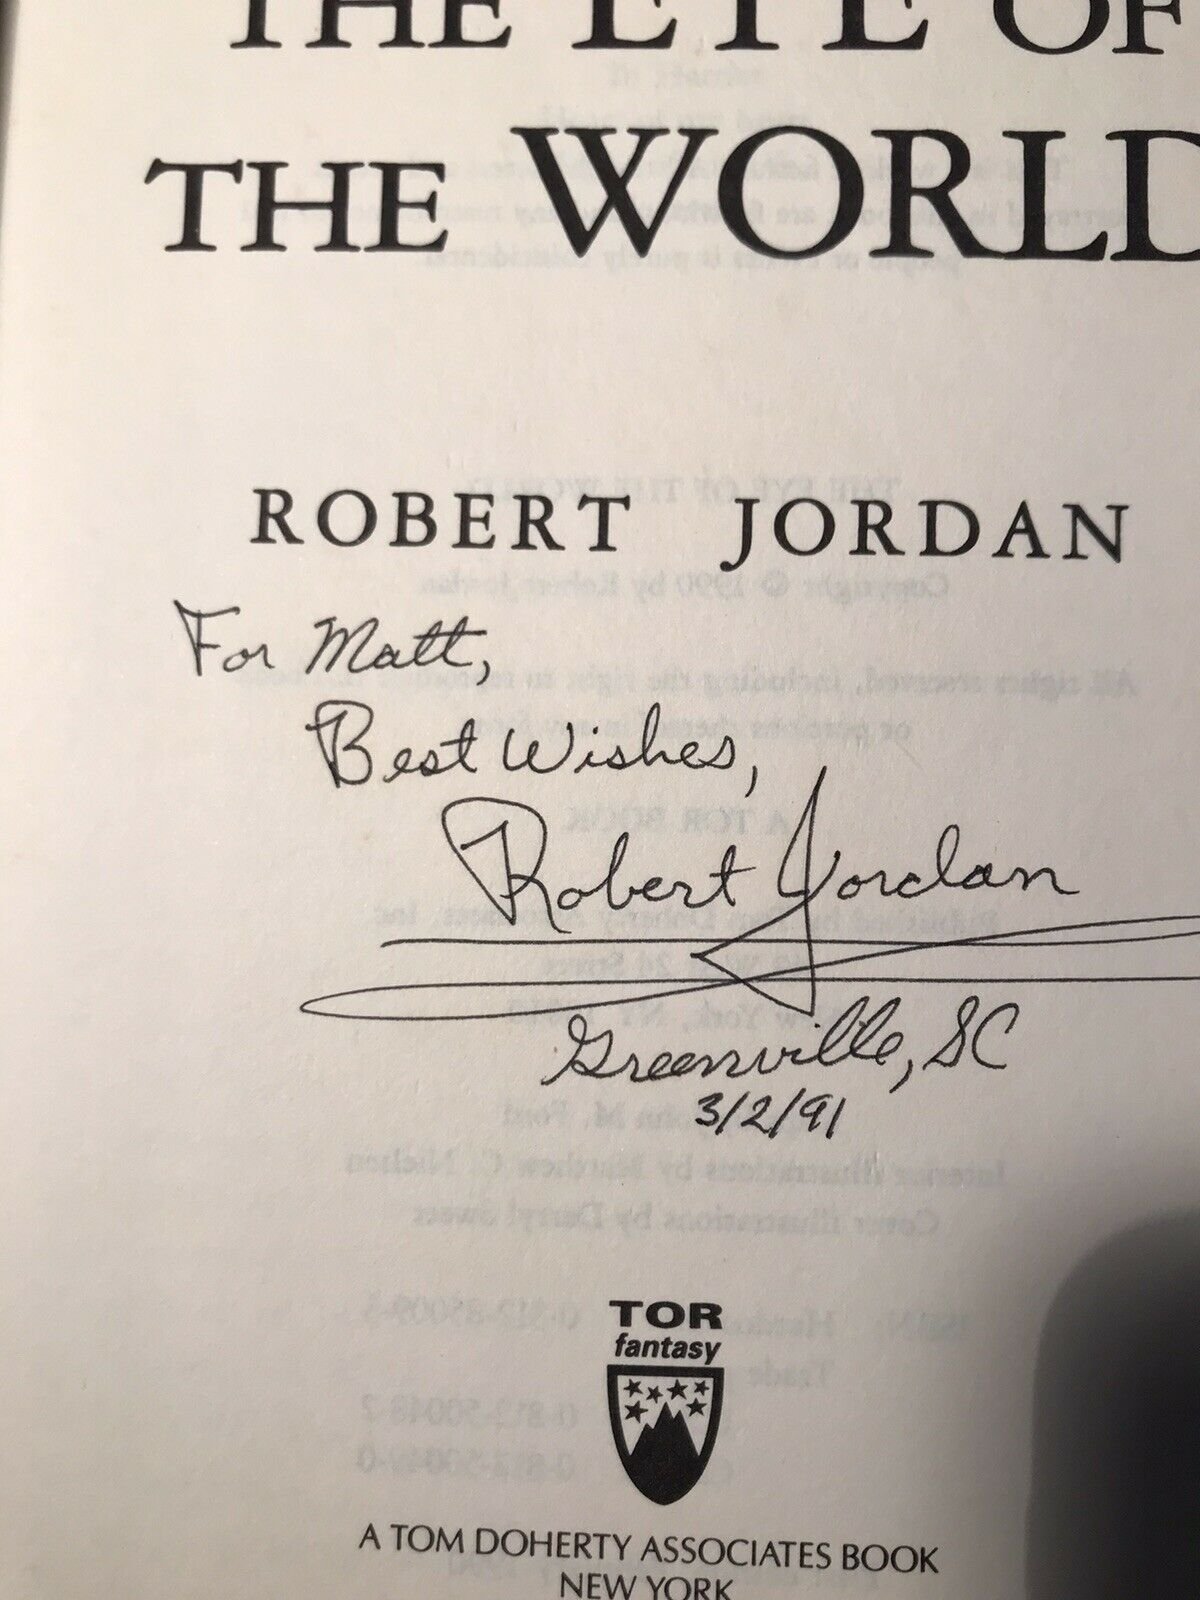 THE EYE OF
THE WORLD
ROBERT JORDAN
For Matt,
Best Wishes,
Robert Jordan
Greenville, SC
3/2/91
TOR
fantasy
A TOM DOHERTY ASSOCIATES BOOK
NEW YORK